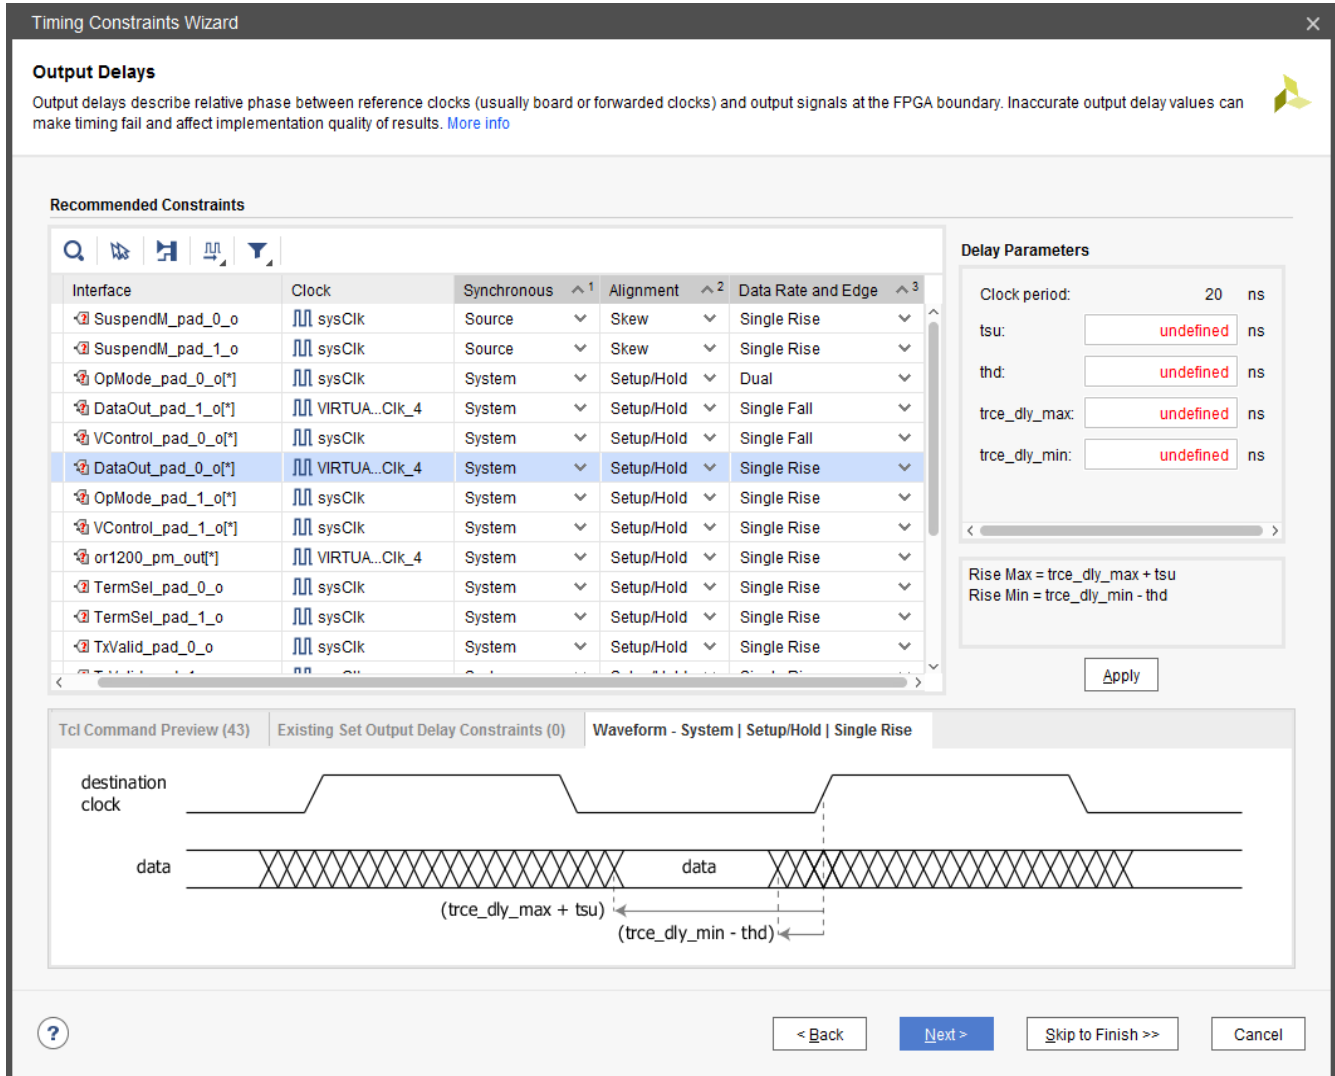 Timing Constraints Wizard
Output Delays
Output delays describe relative phase between reference clocks (usually board or forwarded clocks) and output signals at the FPGA boundary. Inaccurate output delay values can
make timing fail and affect implementation quality of results. More info
Recommended Constraints
Interface Clock Synchronous 1 Alignment 2 Data Rate and Edge 3
SuspendM_pad_0_o sysClk Source Skew Single Rise
SuspendM_pad_1_o sysClk Source Skew Single Rise
OpMode_pad_0_o[*] sysClk System Setup/Hold Dual
DataOut_pad_1_o[*] VIRTUA...Clk_4 System Setup/Hold Single Fall
VControl_pad_0_o[*] sysClk System Setup/Hold Single Fall
DataOut_pad_0_o[*] VIRTUA...Clk_4 System Setup/Hold Single Rise
OpMode_pad_1_o[*] sysClk System Setup/Hold Single Rise
VControl_pad_1_o[*] sysClk System Setup/Hold Single Rise
or1200_pm_out[*] VIRTUA...Clk_4 System Setup/Hold Single Rise
TermSel_pad_0_o sysClk System Setup/Hold Single Rise
TermSel_pad_1_o sysClk System Setup/Hold Single Rise
TxValid_pad_0_o sysClk System Setup/Hold Single Rise
Delay Parameters
Clock period: 20 ns
tsu: undefined ns
thd: undefined ns
trce_dly_max: undefined ns
trce_dly_min: undefined ns
Rise Max = trce_dly_max + tsu
Rise Min = trce_dly_min - thd
Apply
Tcl Command Preview (43) Existing Set Output Delay Constraints (0) Waveform - System | Setup/Hold | Single Rise
destination
clock
data data
(trce_dly_max + tsu)
(trce_dly_min - thd)
? < Back Next > Skip to Finish >> Cancel